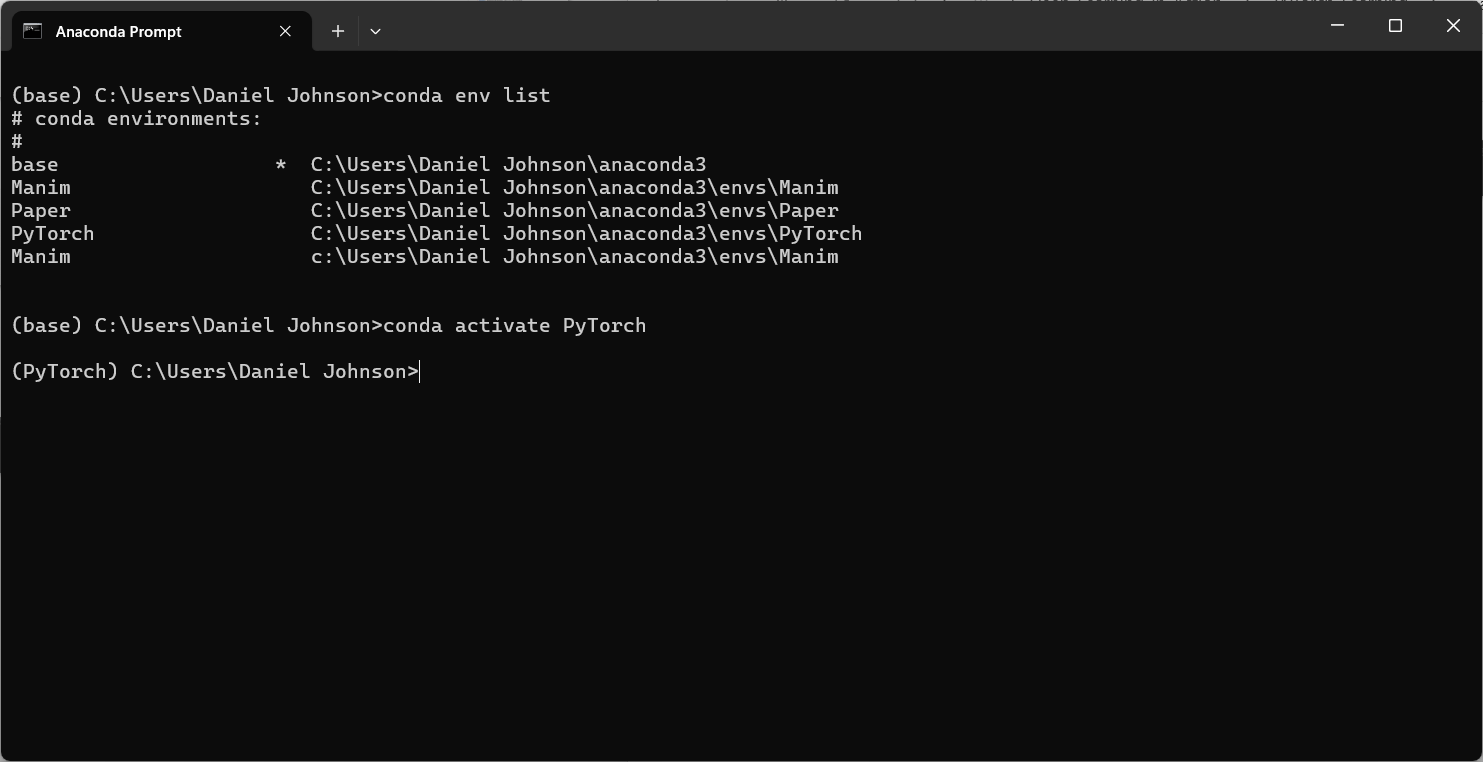 Anaconda Prompt
(base) C:\Users\Daniel Johnson>conda env list
# conda environments:
#
base                  *  C:\Users\Daniel Johnson\anaconda3
Manim                    C:\Users\Daniel Johnson\anaconda3\envs\Manim
Paper                    C:\Users\Daniel Johnson\anaconda3\envs\Paper
PyTorch                  C:\Users\Daniel Johnson\anaconda3\envs\PyTorch
Manim                    c:\Users\Daniel Johnson\anaconda3\envs\Manim
(base) C:\Users\Daniel Johnson>conda activate PyTorch
(PyTorch) C:\Users\Daniel Johnson>